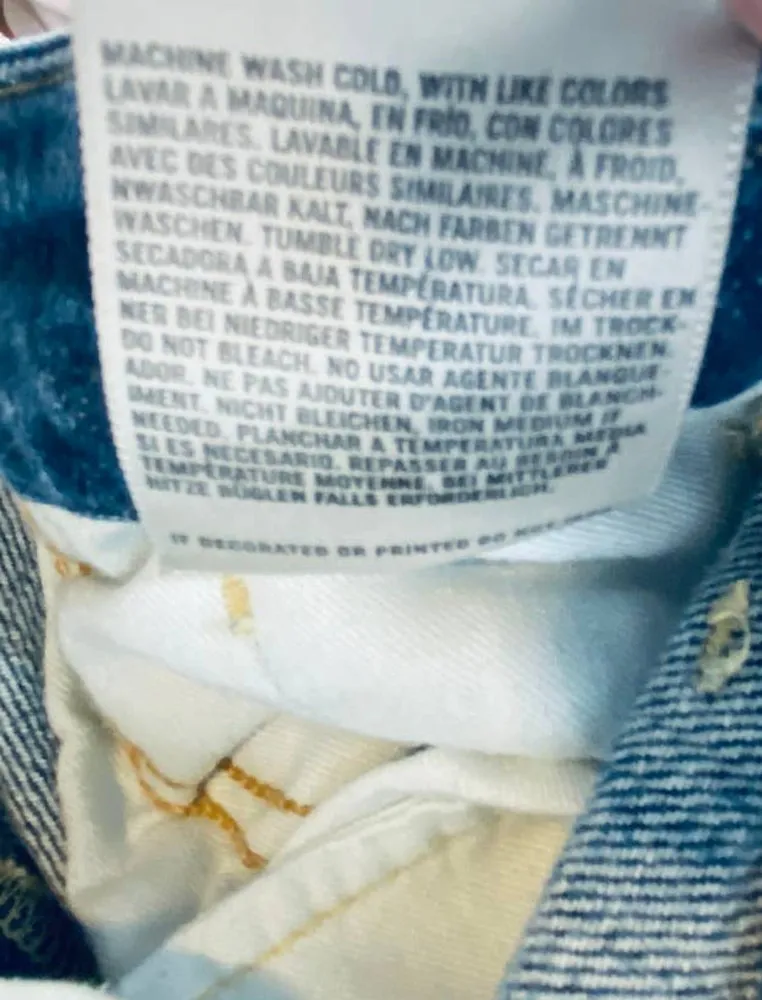 MACHINE WASH COLD, WITH LIKE COLORS
LAVAR A MAQUINA, EN FRÍO, CON COLORES
SIMILARES. LAVABLE EN MACHINE, À FROID,
AVEC DES COULEURS SIMILAIRES. MASCHINE-
NWASCHBAR KALT, NACH FARBEN GETRENNT
WASCHEN. TUMBLE DRY LOW. SECAR EN
SECADORA A BAJA TEMPERATURA. SÉCHER EN
MACHINE À BASSE TEMPÉRATURE. IM TROCK-
NER BEI NIEDRIGER TEMPERATUR TROCKNEN.
DO NOT BLEACH. NO USAR AGENTE BLANQUE-
ADOR. NE PAS AJOUTER D'AGENT DE BLANCH-
IMENT. NICHT BLEICHEN. IRON MEDIUM IF
NEEDED. PLANCHAR A TEMPERATURA MEDIA
SI ES NECESARIO. REPASSER AU BESOIN À
TEMPÉRATURE MOYENNE. BEI MITTLERER
HITZE BÜGLEN FALLS ERFORDERLICH.
IF DECORATED OR PRINTED DO NOT